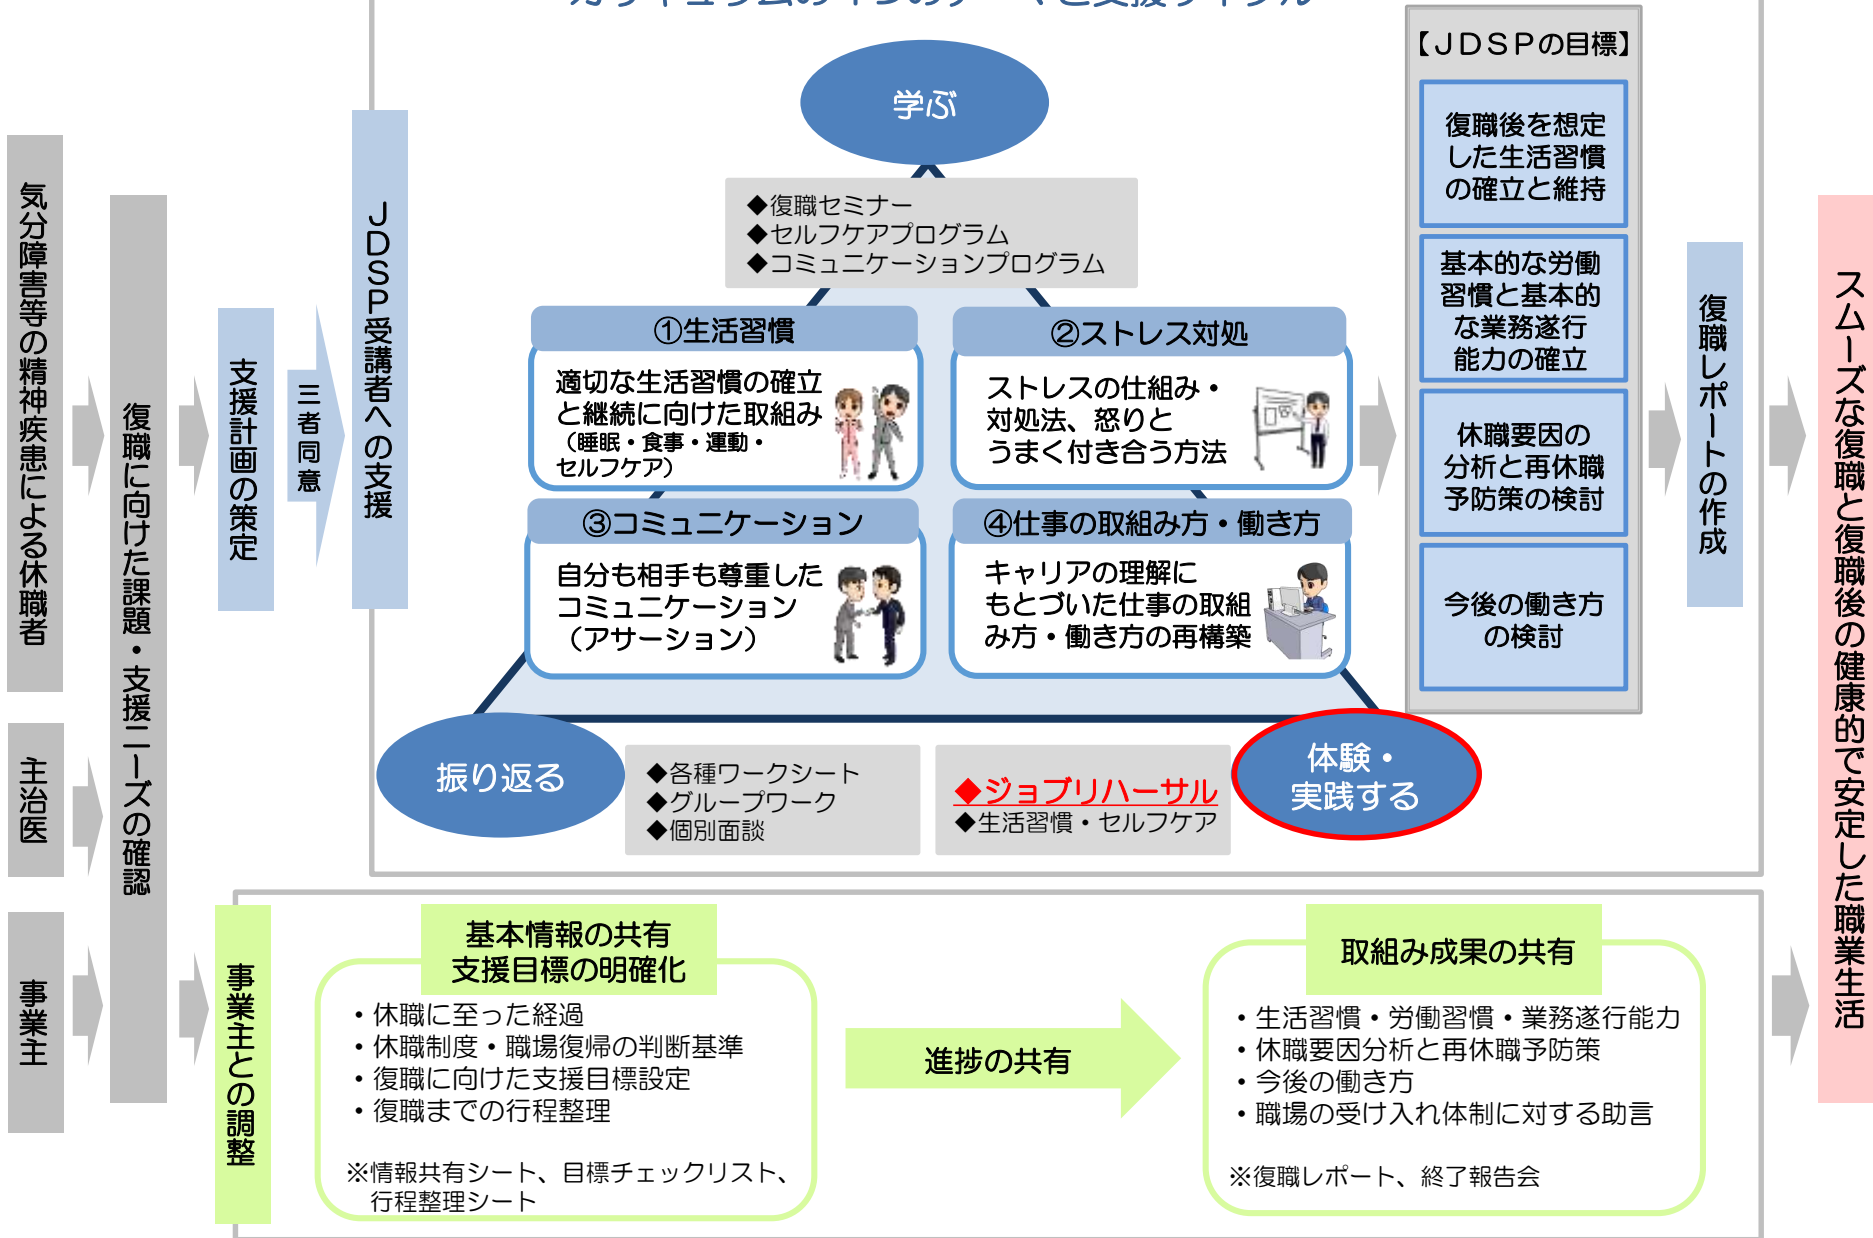 カリキュラムの4つのテーマと支援サイクル
気分障害等の精神疾患による休職者
主治医
事業主
復職に向けた課題・支援ニーズの確認
支援計画の策定
三者同意
JDSP受講者への支援
学ぶ
◆復職セミナー
◆セルフケアプログラム
◆コミュニケーションプログラム
①生活習慣
適切な生活習慣の確立
と継続に向けた取組み
（睡眠・食事・運動・
セルフケア）
②ストレス対処
ストレスの仕組み・
対処法、怒りと
うまく付き合う方法
③コミュニケーション
自分も相手も尊重した
コミュニケーション
（アサーション）
④仕事の取組み方・働き方
キャリアの理解に
もとづいた仕事の取組
み方・働き方の再構築
振り返る
◆各種ワークシート
◆グループワーク
◆個別面談
◆ジョブリハーサル
◆生活習慣・セルフケア
体験・
実践する
【JDSPの目標】
復職後を想定
した生活習慣
の確立と維持
基本的な労働
習慣と基本的
な業務遂行
能力の確立
休職要因の
分析と再休職
予防策の検討
今後の働き方
の検討
復職レポートの作成
スムーズな復職と復職後の健康的で安定した職業生活
事業主との調整
基本情報の共有
支援目標の明確化
・休職に至った経過
・休職制度・職場復帰の判断基準
・復職に向けた支援目標設定
・復職までの行程整理
※情報共有シート、目標チェックリスト、
行程整理シート
進捗の共有
取組み成果の共有
・生活習慣・労働習慣・業務遂行能力
・休職要因分析と再休職予防策
・今後の働き方
・職場の受け入れ体制に対する助言
※復職レポート、終了報告会